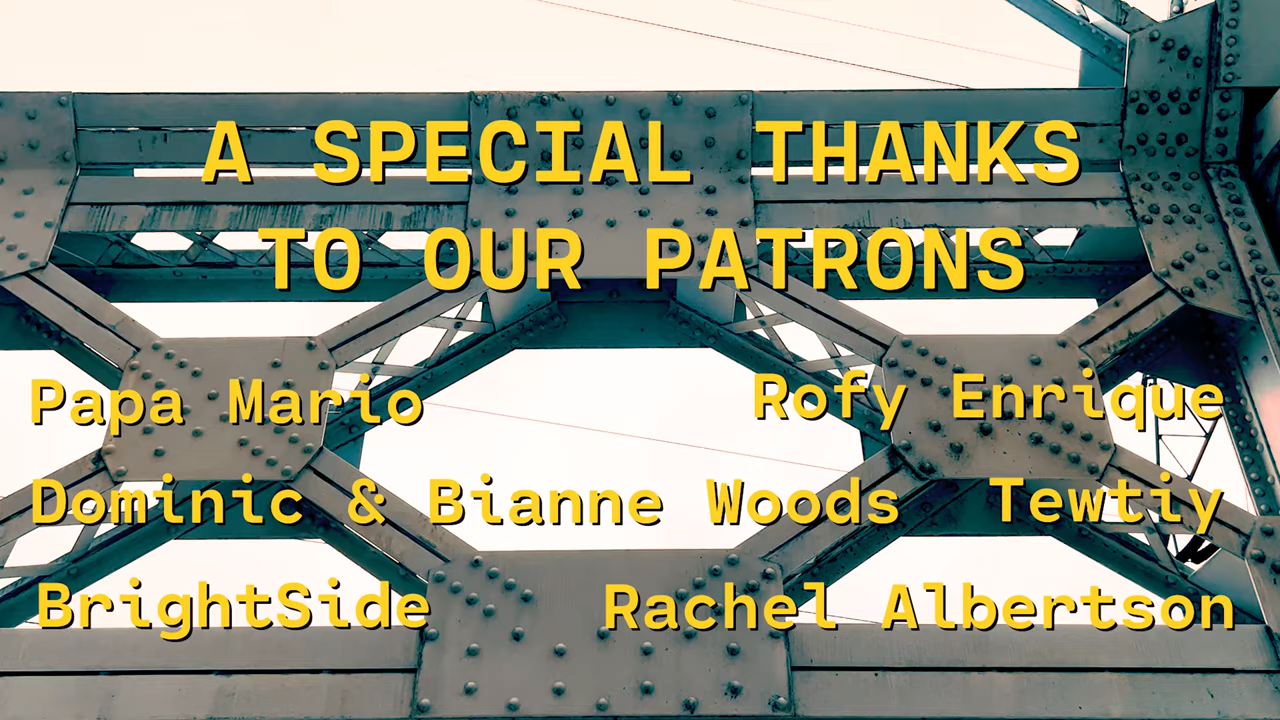 A SPECIAL THANKS
TO OUR PATRONS
Papa Mario Rofy Enrique
Dominic & Bianne Woods Tewtiy
BrightSide Rachel Albertson